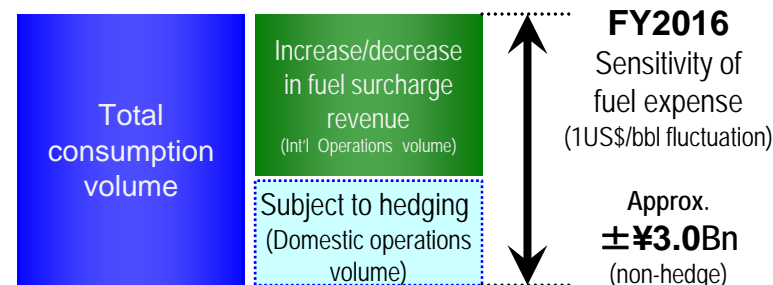 Total
consumption
volume
Increase/decrease
in fuel surcharge
revenue
(Int'l Operations volume)
Subject to hedging
(Domestic operations
volume)
FY2016
Sensitivity of
fuel expense
(1US$/bbl fluctuation)
Approx.
±¥3.0Bn
(non-hedge)